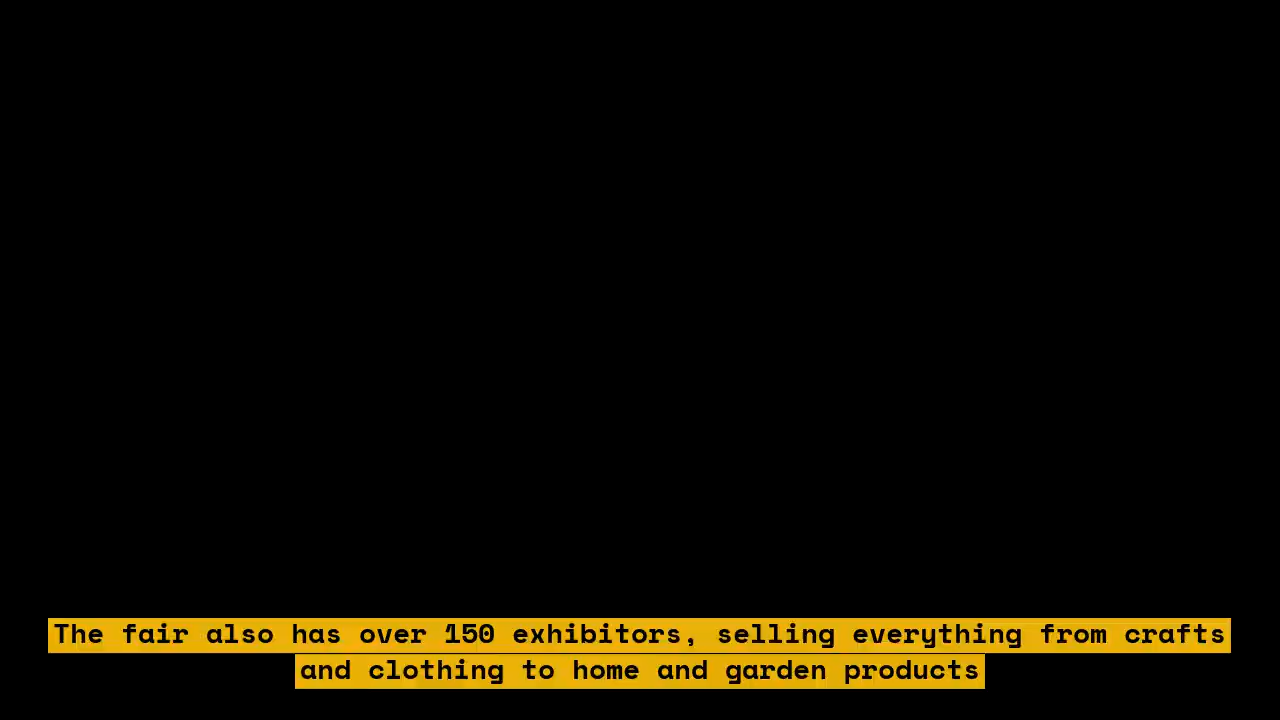 The fair also has over 150 exhibitors, selling everything from crafts
and clothing to home and garden products